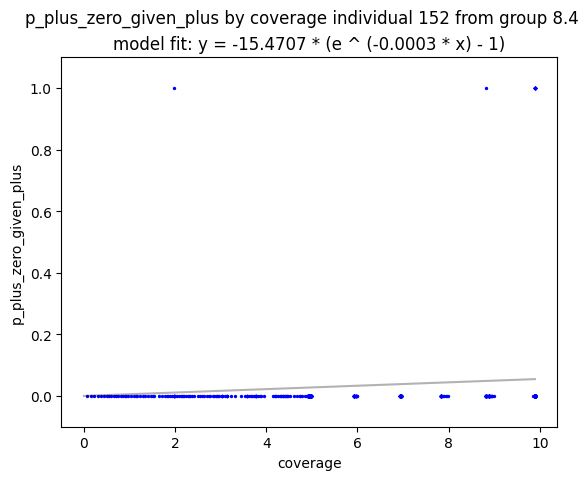 p_plus_zero_given_plus by coverage individual 152 from group 8.4
model fit: y = -15.4707 * (e ^ (-0.0003 * x) - 1)
1.0
0.8
0.6
0.4
0.2
0.0
p_plus_zero_given_plus
0 2 4 6 8 10
coverage